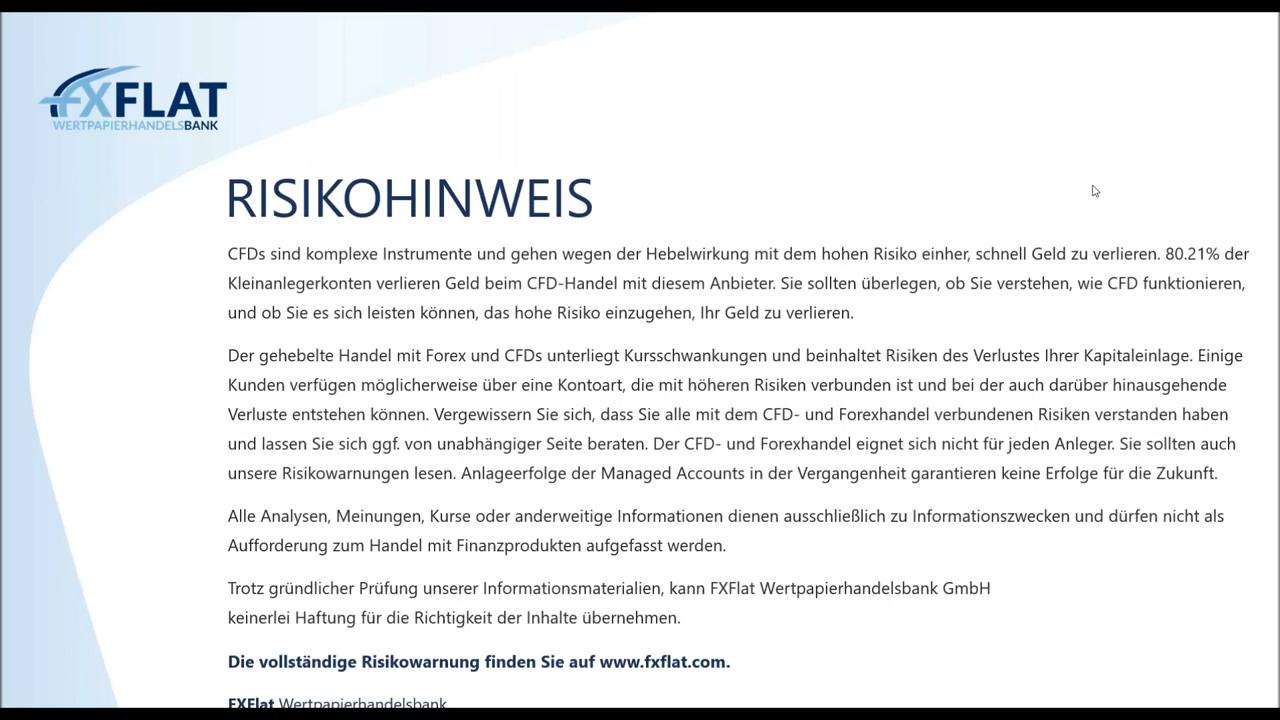 FXFLAT
WERTPAPIERHANDELSBANK
RISIKOHINWEIS
CFDs sind komplexe Instrumente und gehen wegen der Hebelwirkung mit dem hohen Risiko einher, schnell Geld zu verlieren. 80.21% der
Kleinanlegerkonten verlieren Geld beim CFD-Handel mit diesem Anbieter. Sie sollten überlegen, ob Sie verstehen, wie CFD funktionieren,
und ob Sie es sich leisten können, das hohe Risiko einzugehen, Ihr Geld zu verlieren.
Der gehebelte Handel mit Forex und CFDs unterliegt Kursschwankungen und beinhaltet Risiken des Verlustes Ihrer Kapitaleinlage. Einige
Kunden verfügen möglicherweise über eine Kontoart, die mit höheren Risiken verbunden ist und bei der auch darüber hinausgehende
Verluste entstehen können. Vergewissern Sie sich, dass Sie alle mit dem CFD- und Forexhandel verbundenen Risiken verstanden haben
und lassen Sie sich ggf. von unabhängiger Seite beraten. Der CFD- und Forexhandel eignet sich nicht für jeden Anleger. Sie sollten auch
unsere Risikowarnungen lesen. Anlageerfolge der Managed Accounts in der Vergangenheit garantieren keine Erfolge für die Zukunft.
Alle Analysen, Meinungen, Kurse oder anderweitige Informationen dienen ausschließlich zu Informationszwecken und dürfen nicht als
Aufforderung zum Handel mit Finanzprodukten aufgefasst werden.
Trotz gründlicher Prüfung unserer Informationsmaterialien, kann FXFlat Wertpapierhandelsbank GmbH
keinerlei Haftung für die Richtigkeit der Inhalte übernehmen.
Die vollständige Risikowarnung finden Sie auf www.fxflat.com.
FXFlat Wertpapierhandelsbank